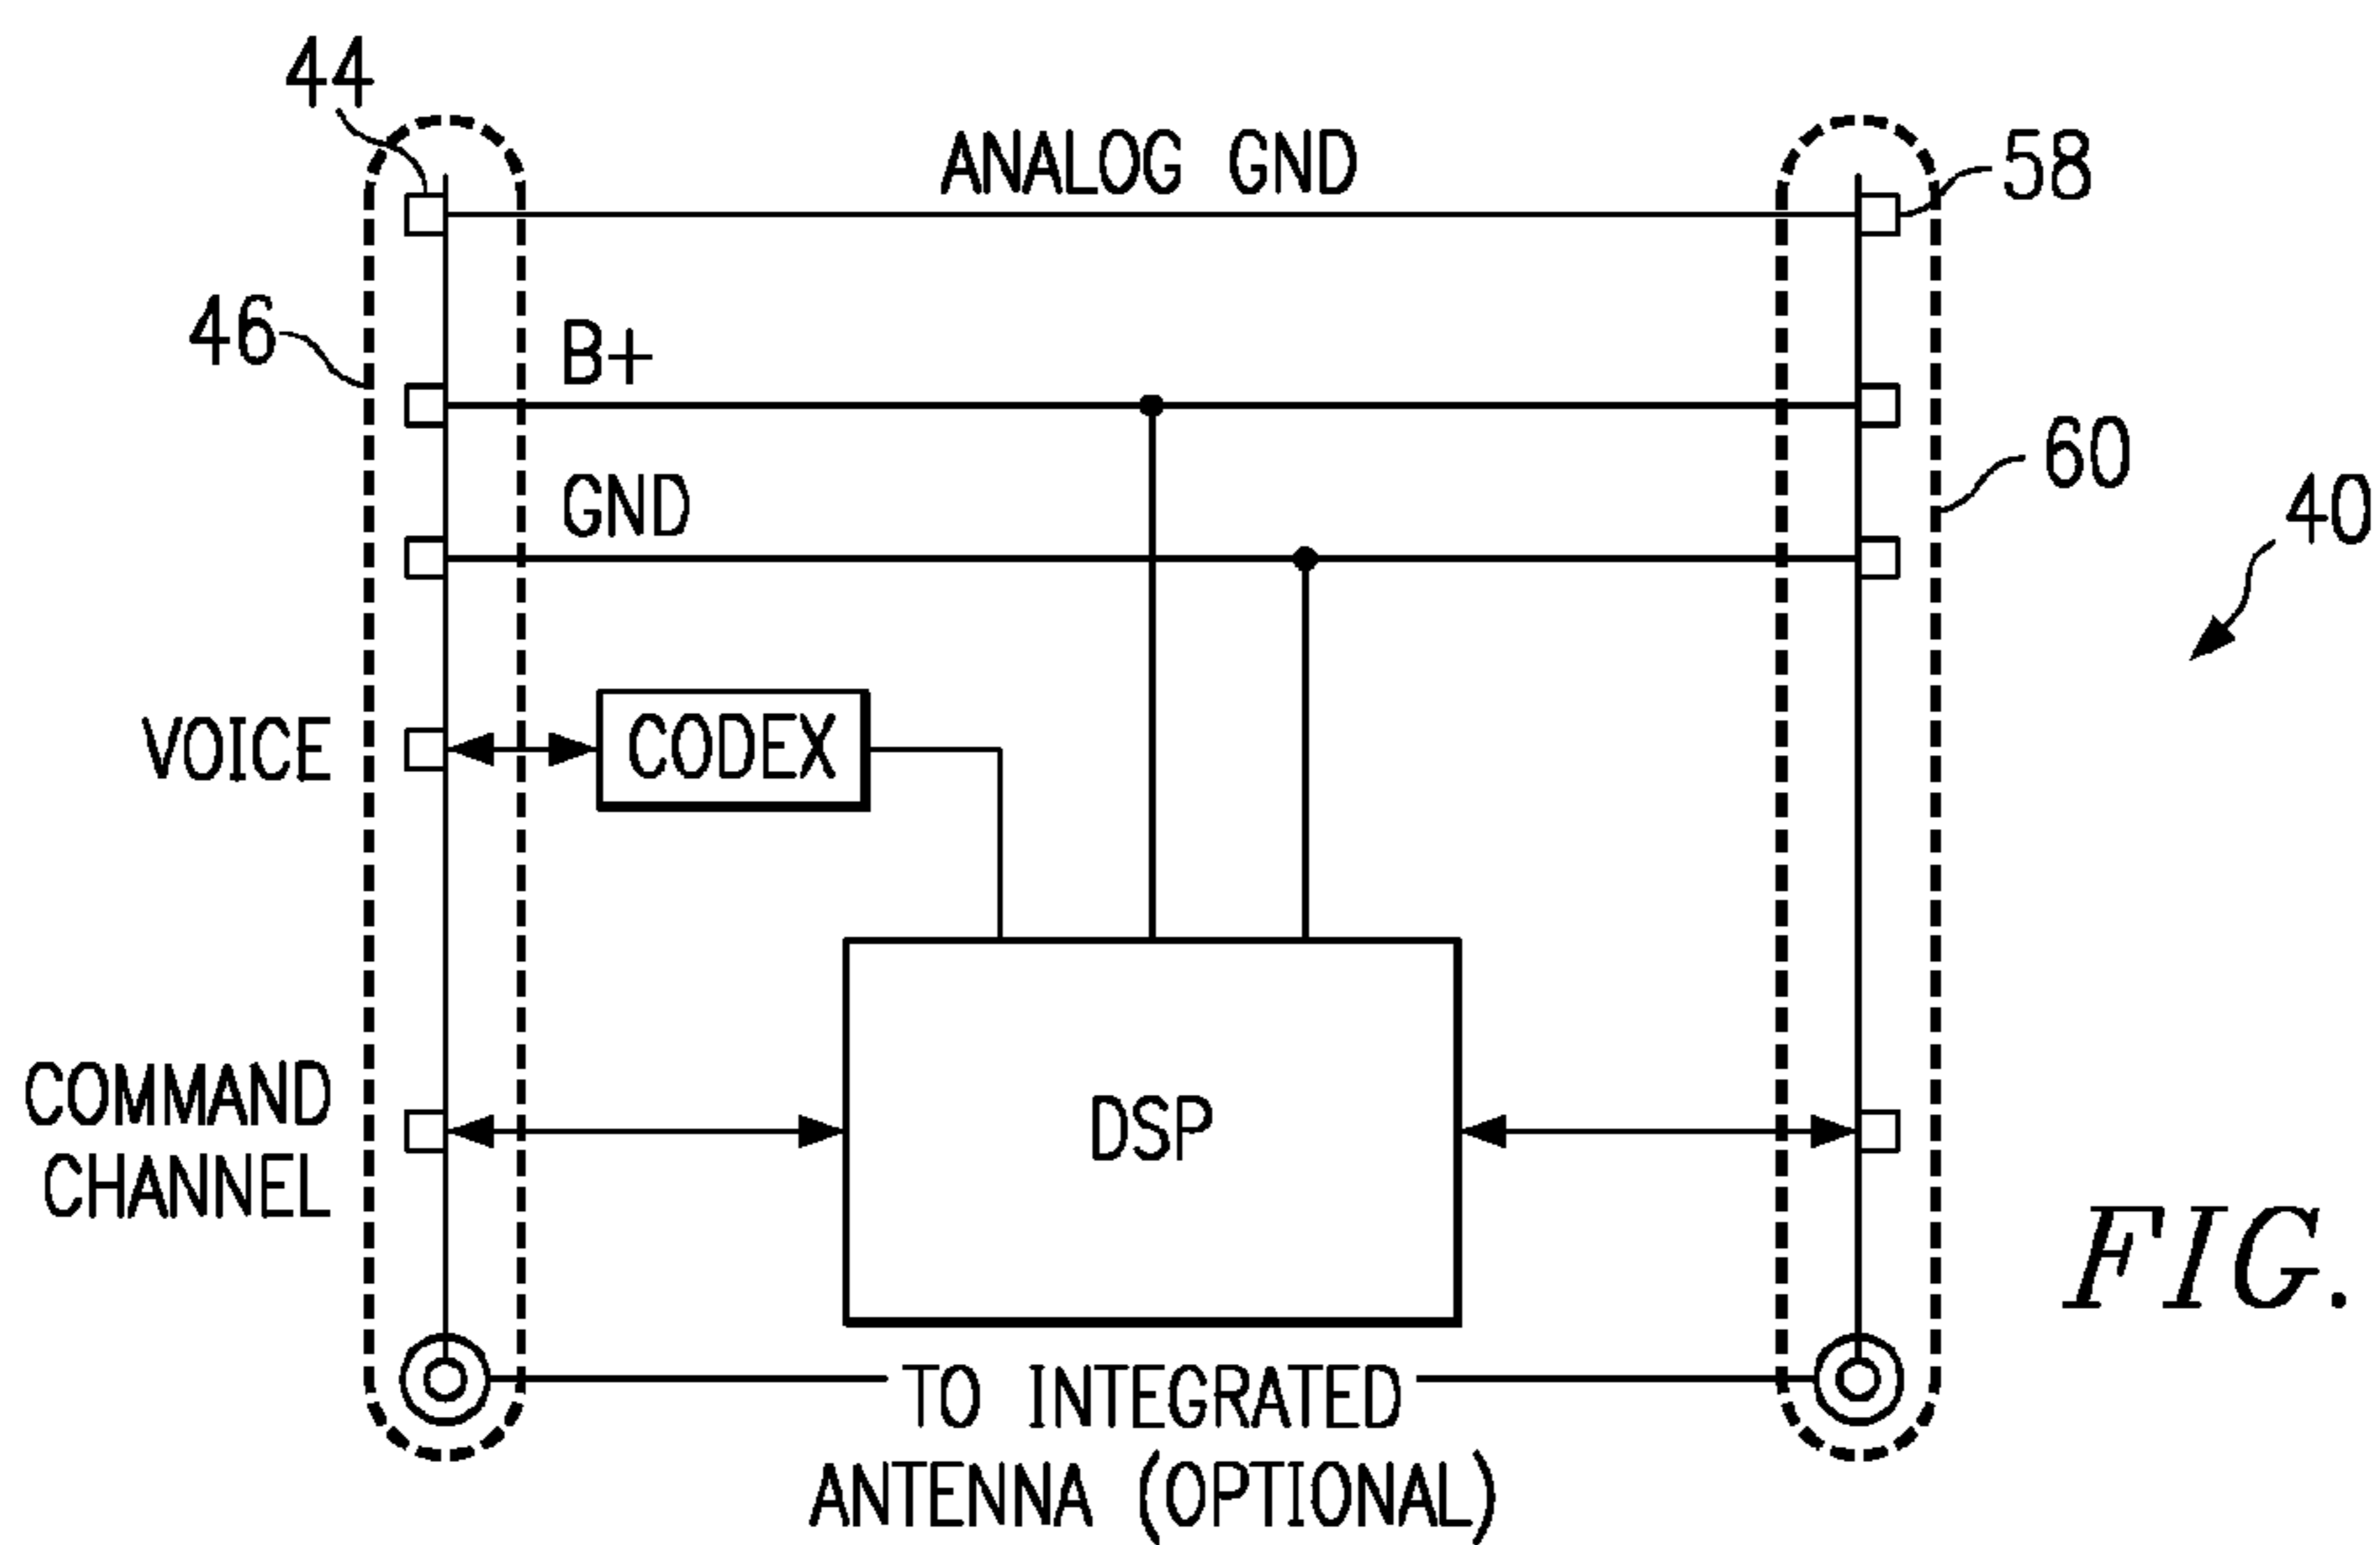 44
ANALOG GND
58
46
B+
60
GND
40
VOICE
CODEX
COMMAND
CHANNEL
DSP
FIG.
TO INTEGRATED
ANTENNA (OPTIONAL)